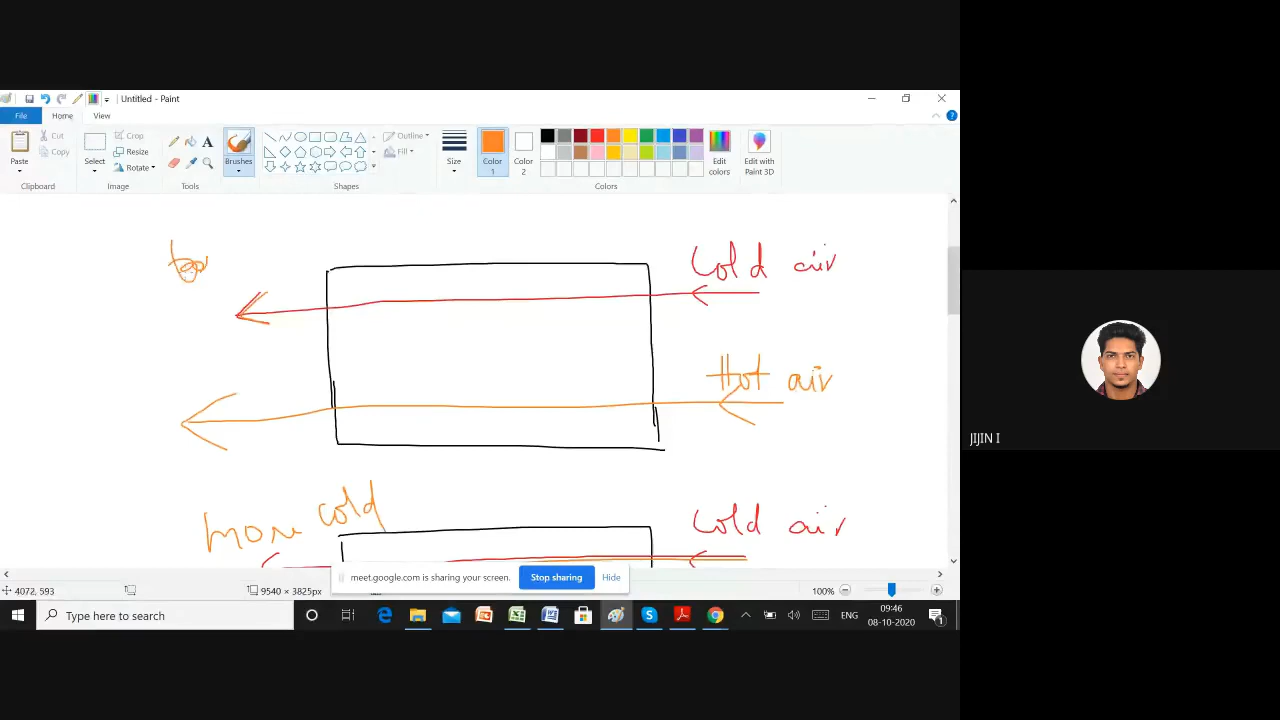 Untitled - Paint
File Home View
Cut
Crop
Outline
Copy
Resize
Fill
Paste
Select
Rotate
Brushes
Size
Color 1
Color 2
Edit colors
Edit with Paint 3D
Clipboard
Image
Tools
Shapes
Colors
Cold air
Hot air
more cold
Cold air
meet.google.com is sharing your screen. Stop sharing Hide
4072, 593
9540 × 3825px
100%
Type here to search
ENG
09:46
08-10-2020
JIJIN I